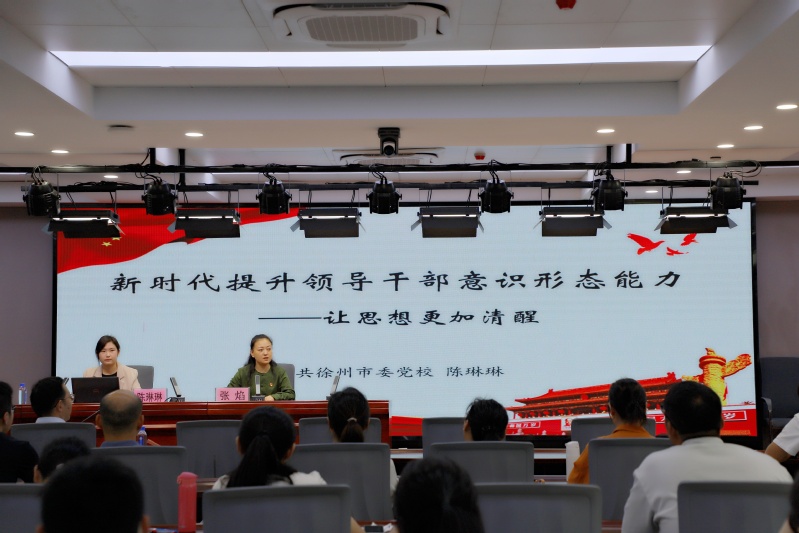 新时代提升领导干部意识形态能力
——让思想更加清醒
共徐州市委党校 陈琳琳
陈琳琳
张焰